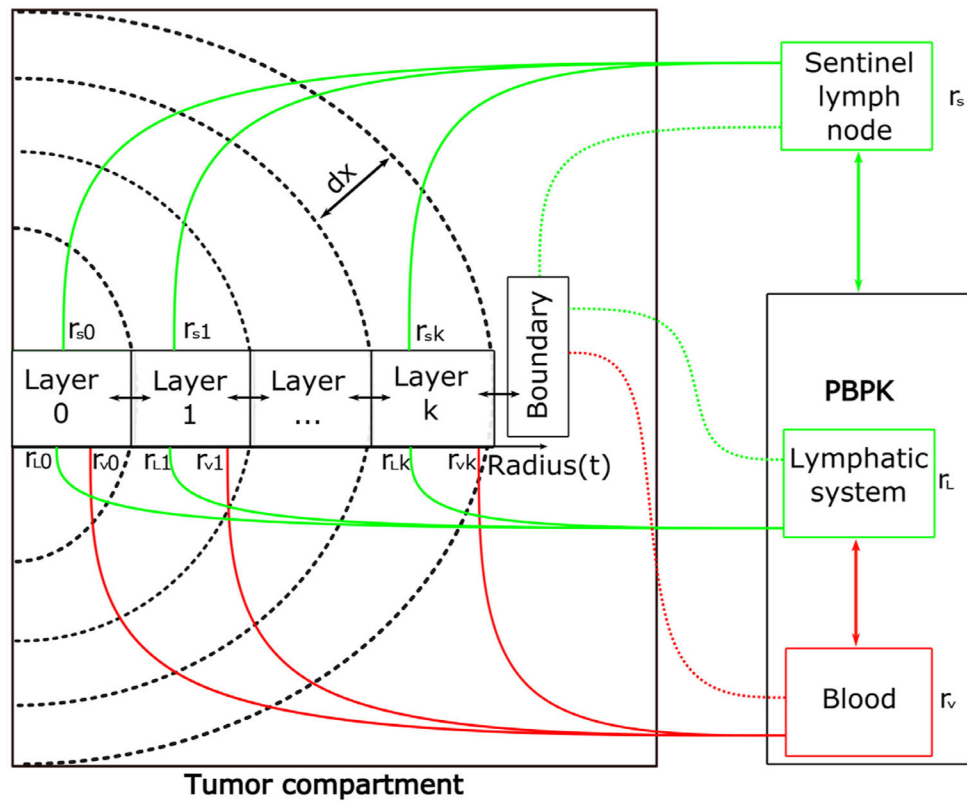 Sentinel
lymph
node
rs
dx
rs0
rs1
rsk
Layer
0
Layer
1
Layer
...
Layer
k
Boundary
PBPK
rL0
rv0
rL1
rv1
rLk
rvk
Radius(t)
Lymphatic
system
rL
Blood
rv
Tumor compartment